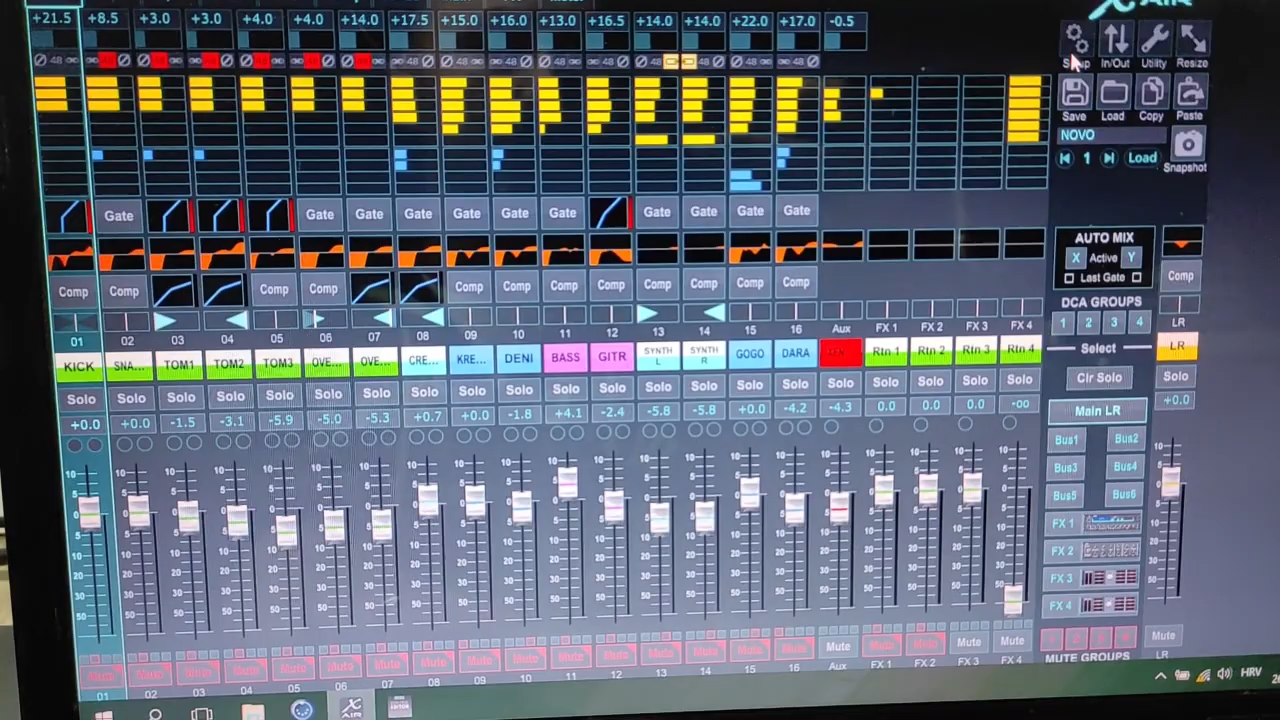 +21.5 +8.5 +3.0 +3.0 +4.0 +4.0 +14.0 +17.5 +15.0 +16.0 +13.0 +16.5 +14.0 +14.0 +22.0 +17.0 -0.5
In/Out Utility Resize
Save Load Copy Paste
NOVO
1 Load Snapshot
Gate Gate Gate Gate Gate Gate Gate Gate Gate Gate Gate
AUTO MIX
X Active Y
Last Gate
Comp Comp Comp Comp Comp Comp Comp Comp Comp Comp Comp Comp Comp
DCA GROUPS
1 2 3 4
01 02 03 04 05 06 07 08 09 10 11 12 13 14 15 16 Aux FX 1 FX 2 FX 3 FX 4 LR
KICK SNA... TOM1 TOM2 TOM3 OVE... OVE... CRE... KRE... DENI BASS GITR SYNTH L SYNTH R GOGO DARA Rtn 1 Rtn 2 Rtn 3 Rtn 4 LR
Select
Solo Solo Solo Solo Solo Solo Solo Solo Solo Solo Solo Solo Solo Solo Solo Solo Solo Solo Solo Solo Solo Clr Solo Solo
+0.0 +0.0 -1.5 -3.1 -5.9 -5.0 -5.3 +0.7 +0.0 -1.8 +4.1 -2.4 -5.8 -5.8 +0.0 -4.2 -4.3 0.0 0.0 0.0 -oo +0.0
Main LR
Bus1 Bus2
Bus3 Bus4
Bus5 Bus6
FX 1
FX 2
FX 3
FX 4
Mute Mute Mute Mute Mute Mute Mute Mute Mute Mute Mute Mute Mute Mute Mute Mute Mute Mute Mute Mute Mute Mute
MUTE GROUPS
01 02 03 04 05 06 07 08 09 10 11 12 13 14 15 16 Aux FX 1 FX 2 FX 3 FX 4 LR
HRV